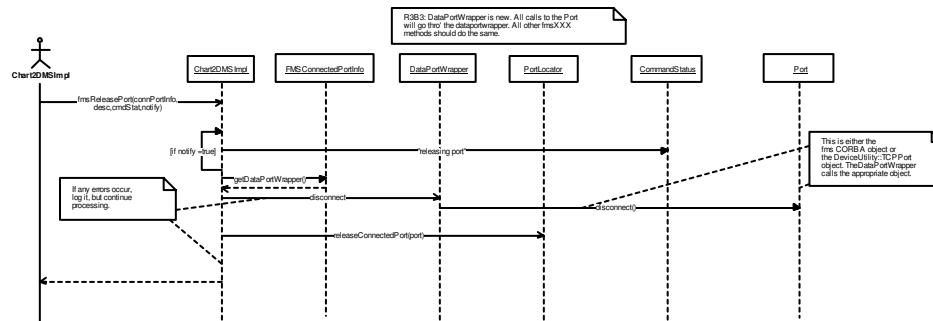 R3B3: DataPortWrapper is new. All calls to the Port
will go thro' the dataportwrapper. All other fmsXXX
methods should do the same.
Chart2DMSImpl
Chart2DMSImpl
FMSConnectedPortInfo
DataPortWrapper
PortLocator
CommandStatus
Port
fmsReleasePort(connPortInfo,
desc,cmdStat,notify)
[if notify =true]
"releasing port"
This is either the
fms CORBA object or
the DeviceUtility::TCPPort
object. TheDataPortWrapper
calls the appropriate object.
getDataPortWrapper()
If any errors occur,
log it, but continue
processing.
disconnect
disconnect()
releaseConnectedPort(port)